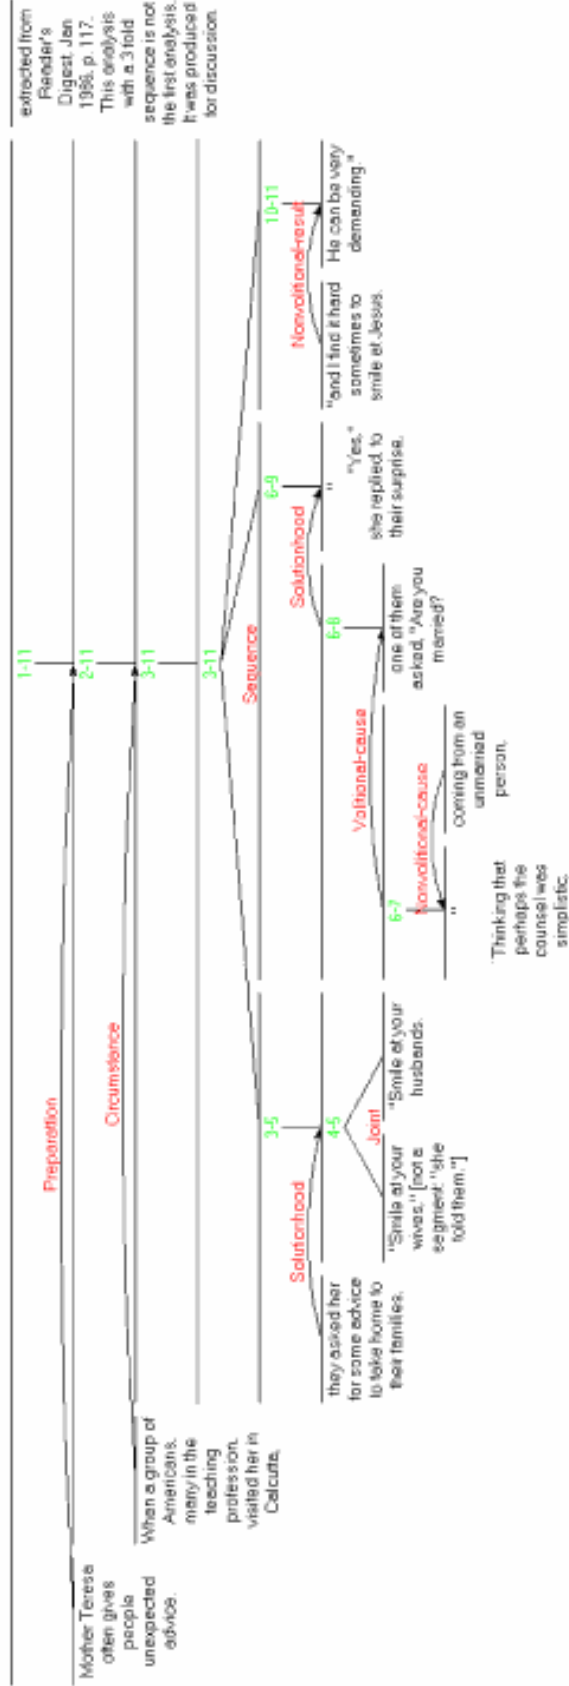 1-11
Preparation
Mother Teresa
often gives
people
unexpected
advice.
2-11
Circumstance
When a group of
Americans,
many in the
teaching
profession,
visited her in
Calcutta,
3-11
3-11
Sequence
3-5
Solutionhood
they asked her
for some advice
to take home to
their families.
4-5
Joint
"Smile at your
wives," [not a
segment: "she
told them."]
"Smile at your
husbands.
6-9
Solutionhood
6-8
Volitional-cause
6-7
Nonvolitional-cause
"
Thinking that
perhaps the
counsel was
simplistic,
coming from an
unmarried
person,
one of them
asked, "Are you
married?
"
"Yes,"
she replied, to
their surprise,
10-11
Nonvolitional-result
"and I find it hard
sometimes to
smile at Jesus.
He can be very
demanding."
extracted from
Reader's
Digest, Jan
1986, p. 117.
This analysis
with a 3 fold
sequence is not
the first analysis.
It was produced
for discussion.